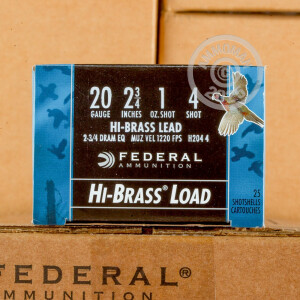 20 2 3/4 1 4
GAUGE INCHES OZ. SHOT SHOT
HI-BRASS LEAD
2-3/4 DRAM EQ MUZ VEL 1220 FPS H204 4
FEDERAL
AMMUNITION
HI-BRASS® LOAD
25
SHOTSHELLS
CARTOUCHES
FEDERAL®
AMMUNITION